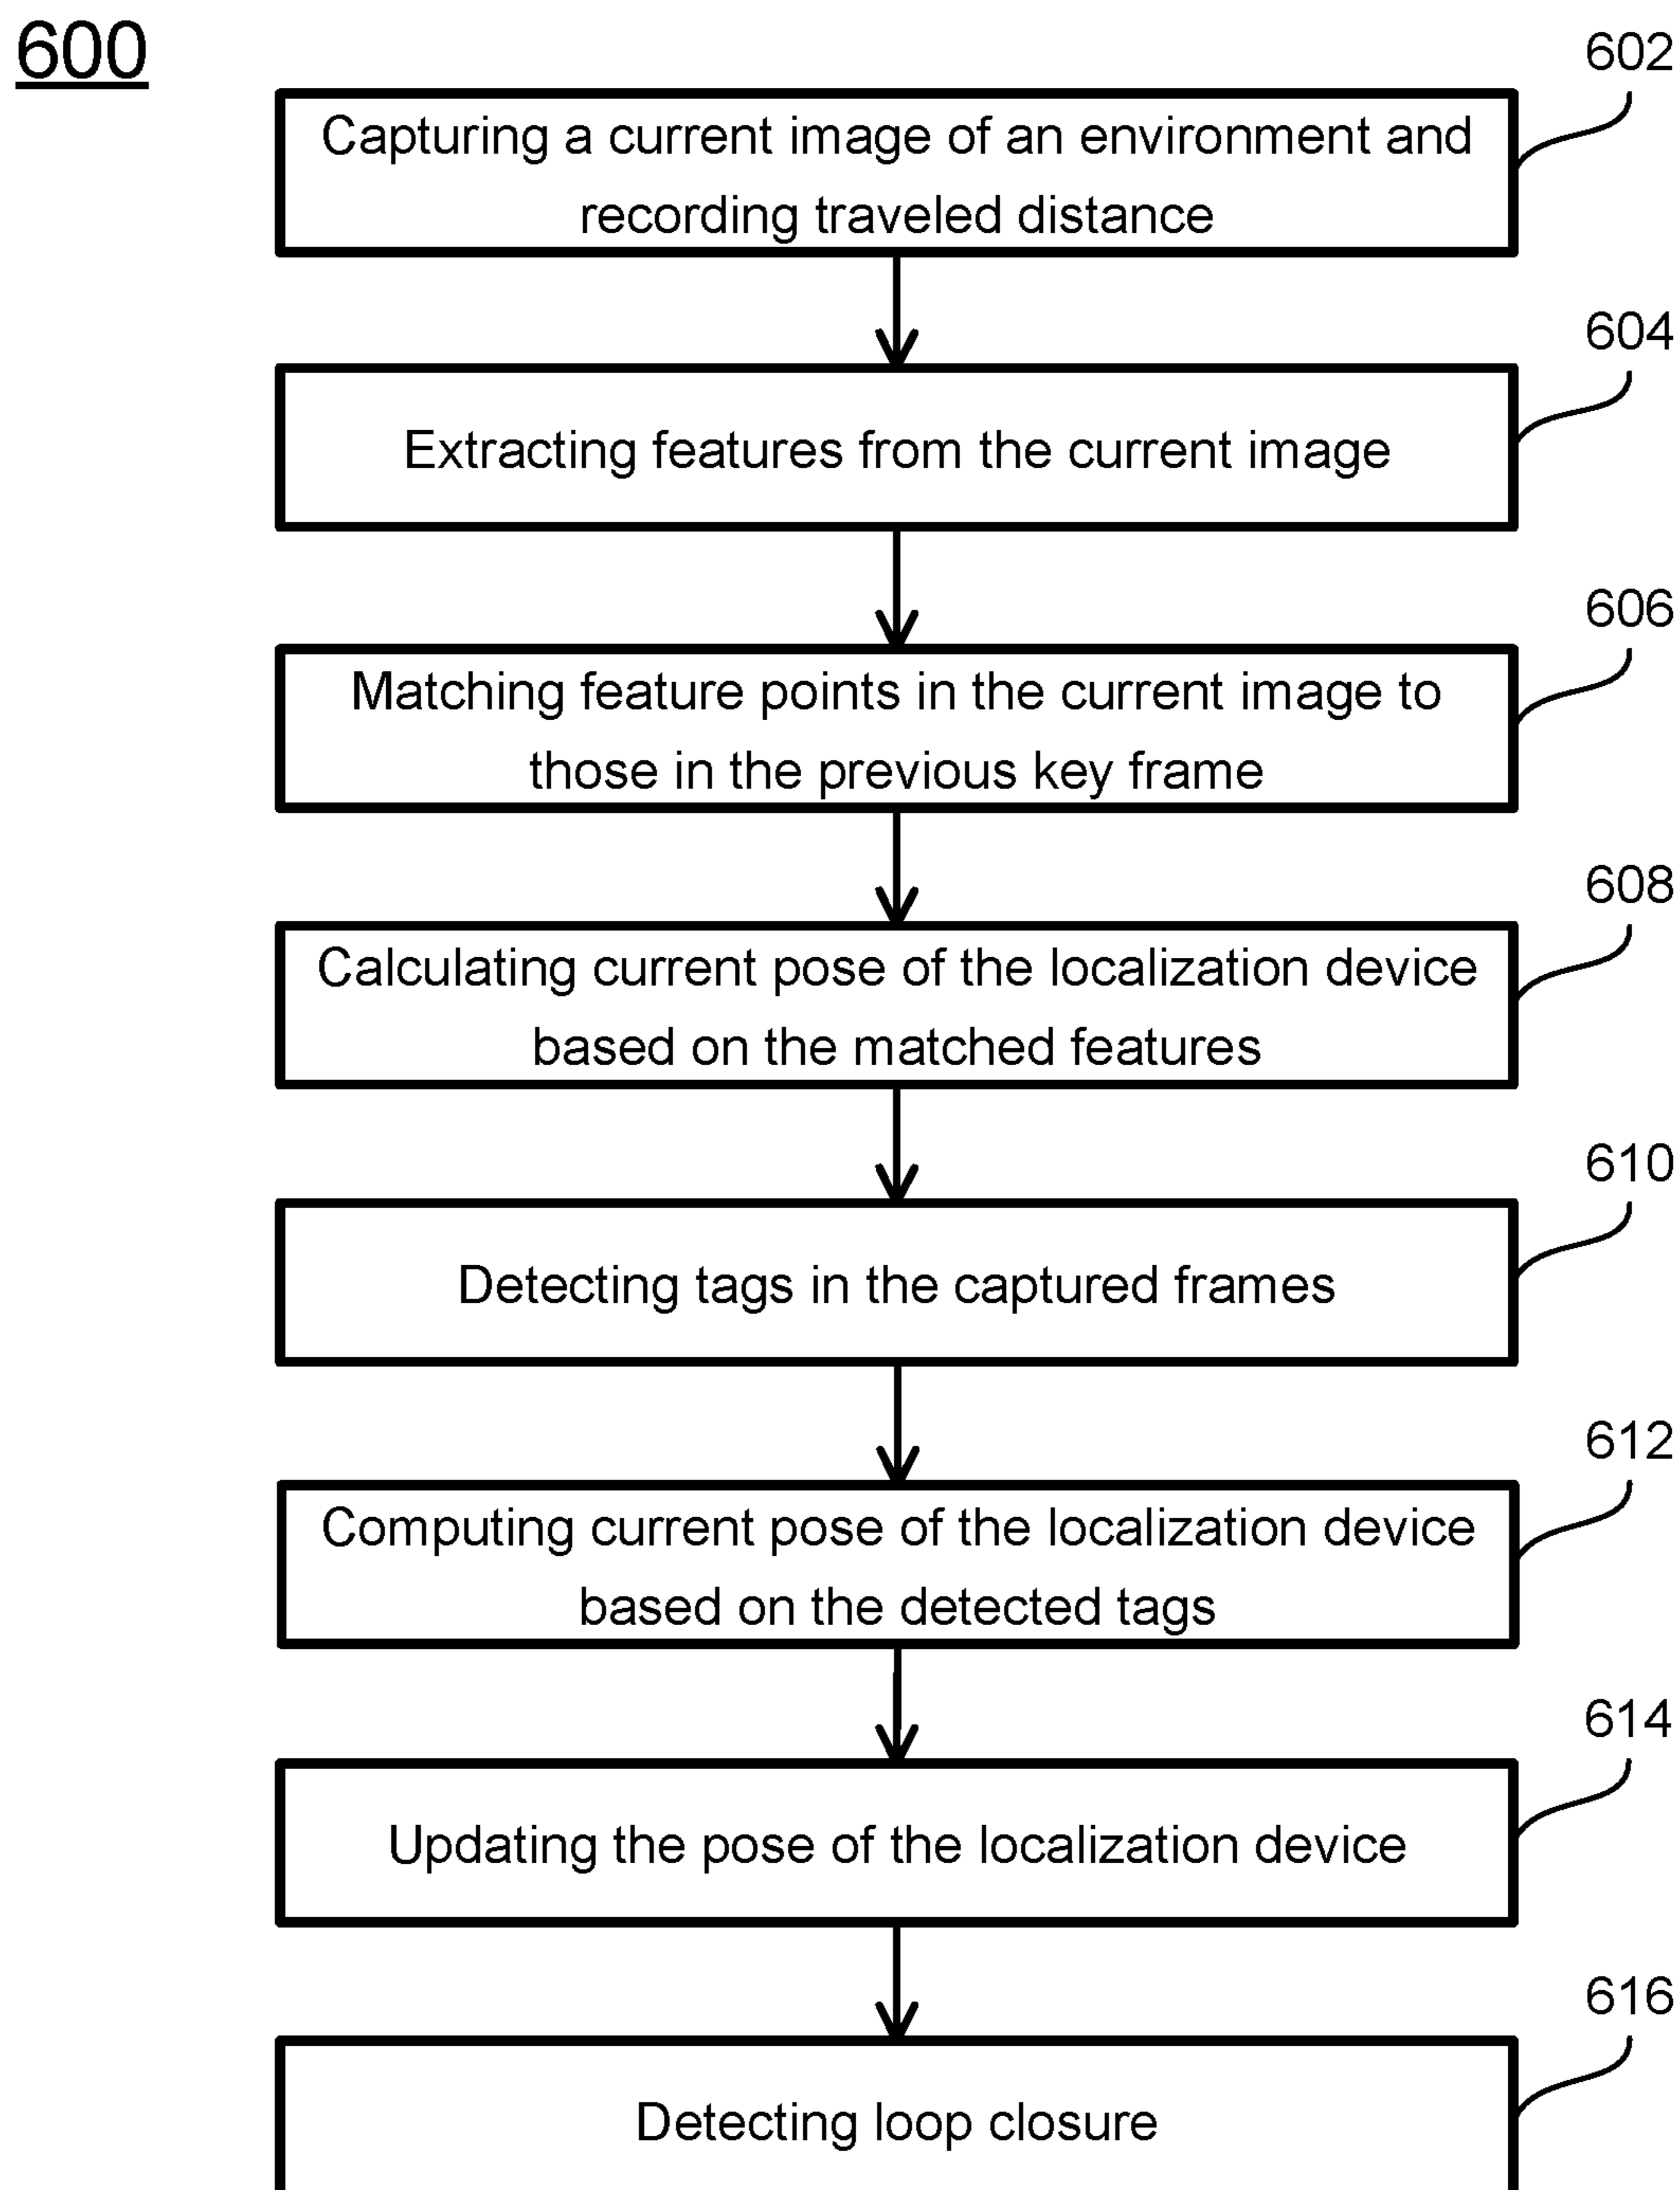 600
602
Capturing a current image of an environment and
recording traveled distance
604
Extracting features from the current image
606
Matching feature points in the current image to
those in the previous key frame
608
Calculating current pose of the localization device
based on the matched features
610
Detecting tags in the captured frames
612
Computing current pose of the localization device
based on the detected tags
614
Updating the pose of the localization device
616
Detecting loop closure